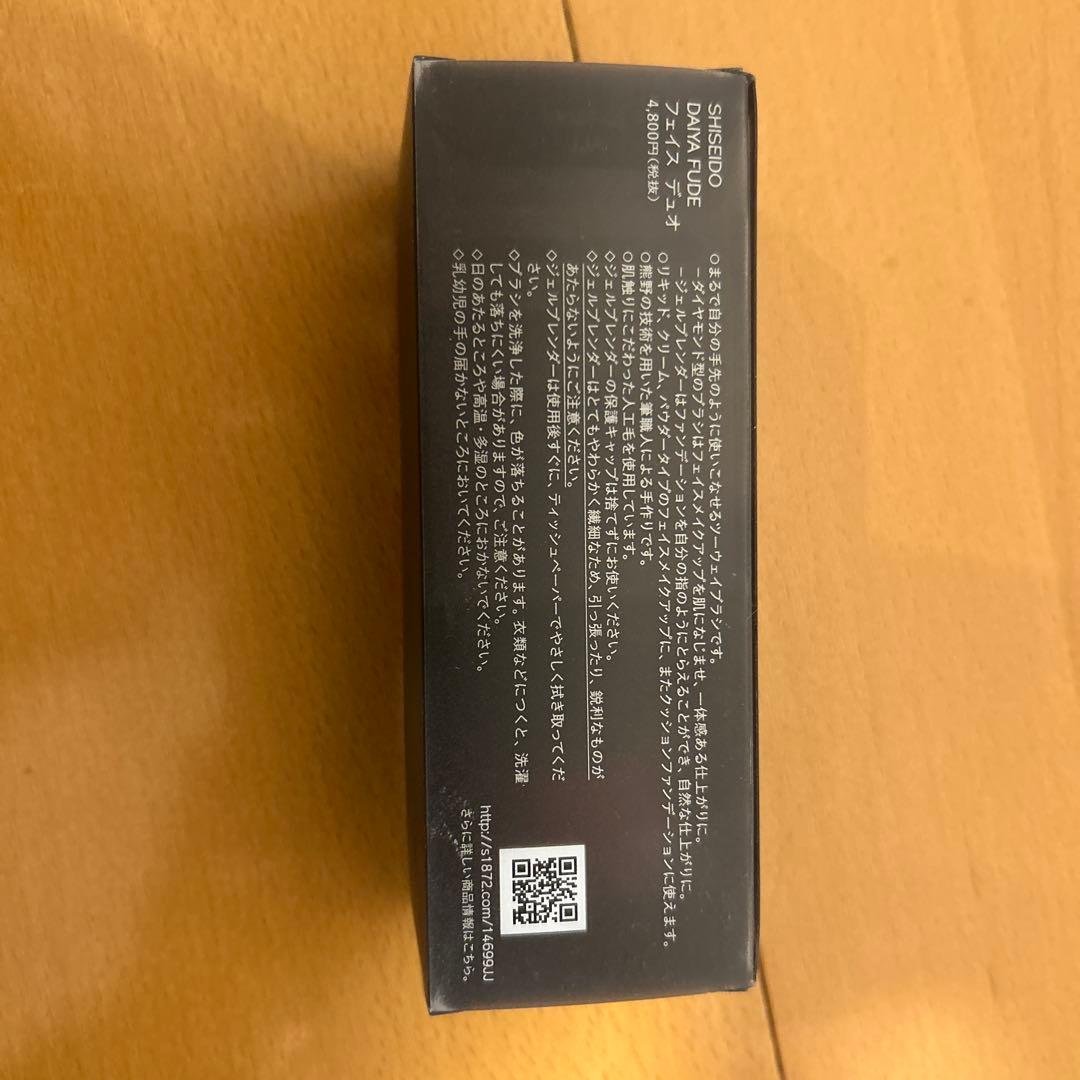 SHISEIDO
DAIYA FUDE
フェイス デュオ
4,800円(税抜)
○まるで自分の手先のように使いこなせるツーウェイブラシです。
－ダイヤモンド型のブラシはフェイスメイクアップを肌になじませ、一体感ある仕上がりに。
－ジェルブレンダーはファンデーションを自分の指のようにとらえることができ、自然な仕上がりに。
○リキッド、クリーム、パウダータイプのフェイスメイクアップに、またクッションファンデーションに使えます。
○熊野の技術を用いた筆職人による手作りです。
○肌触りにこだわった人工毛を使用しています。
◇ジェルブレンダーの保護キャップは捨てずにお使いください。
◇ジェルブレンダーはとてもやわらかく繊細なため、引っ張ったり、鋭利なものが
あたらないようにご注意ください。
◇ジェルブレンダーは使用後すぐに、ティッシュペーパーでやさしく拭き取ってくだ
さい。
◇ブラシを洗浄した際に、色が落ちることがあります。衣類などにつくと、洗濯
しても落ちにくい場合がありますので、ご注意ください。
◇日のあたるところや高温・多湿のところにおかないでください。
◇乳幼児の手の届かないところにおいてください。
http://s1872.com/14699JJ
さらに詳しい商品情報はこちら。